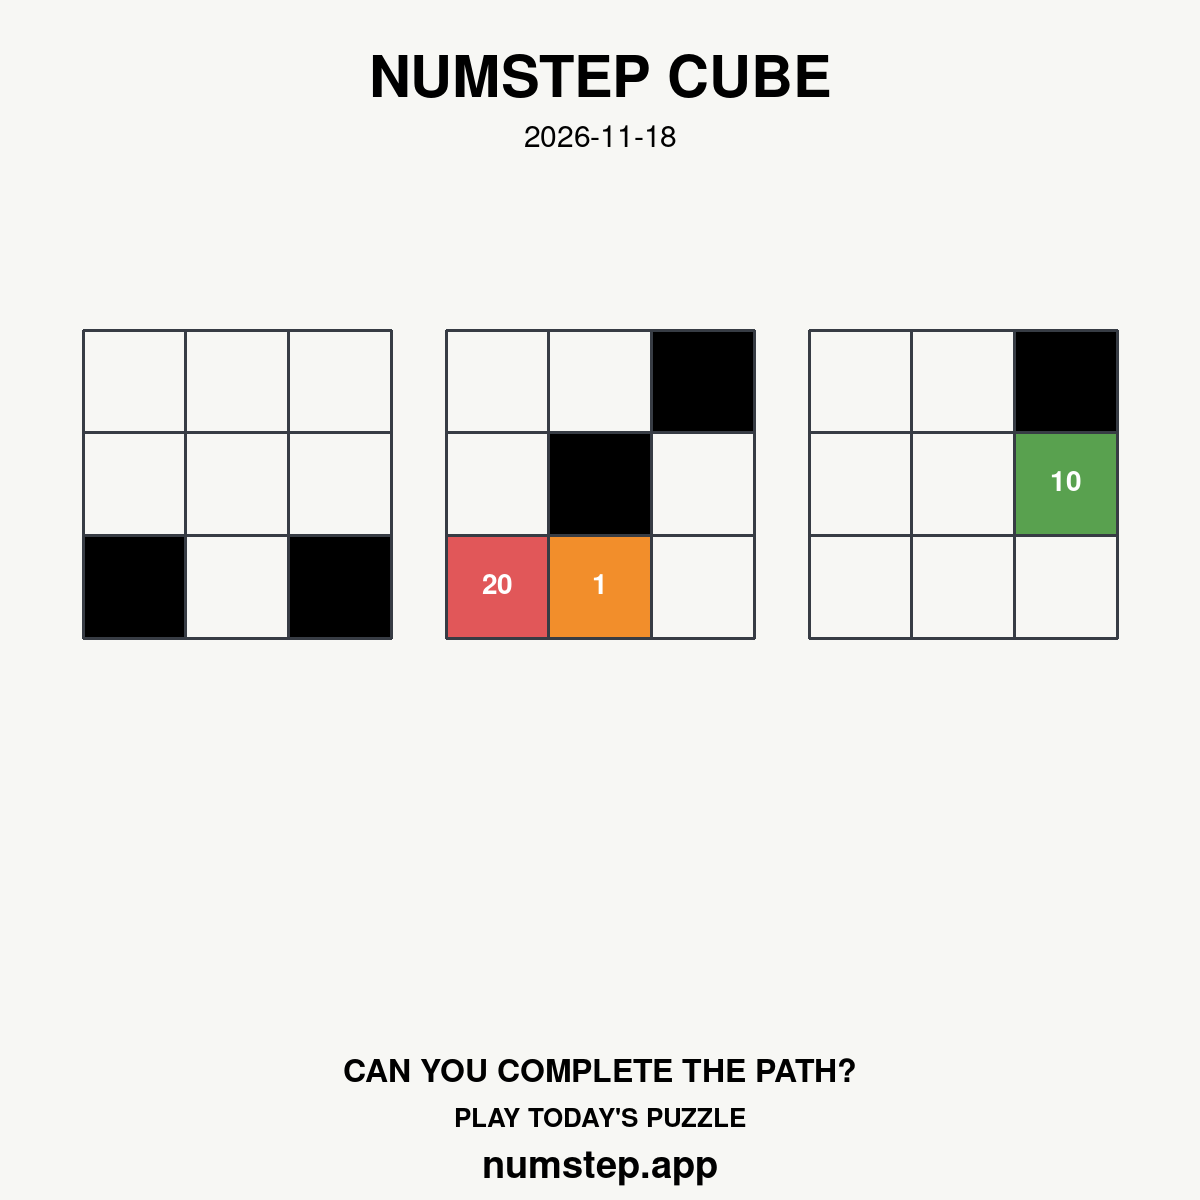 NUMSTEP CUBE
2026-11-18
10
20 1
CAN YOU COMPLETE THE PATH?
PLAY TODAY'S PUZZLE
numstep.app